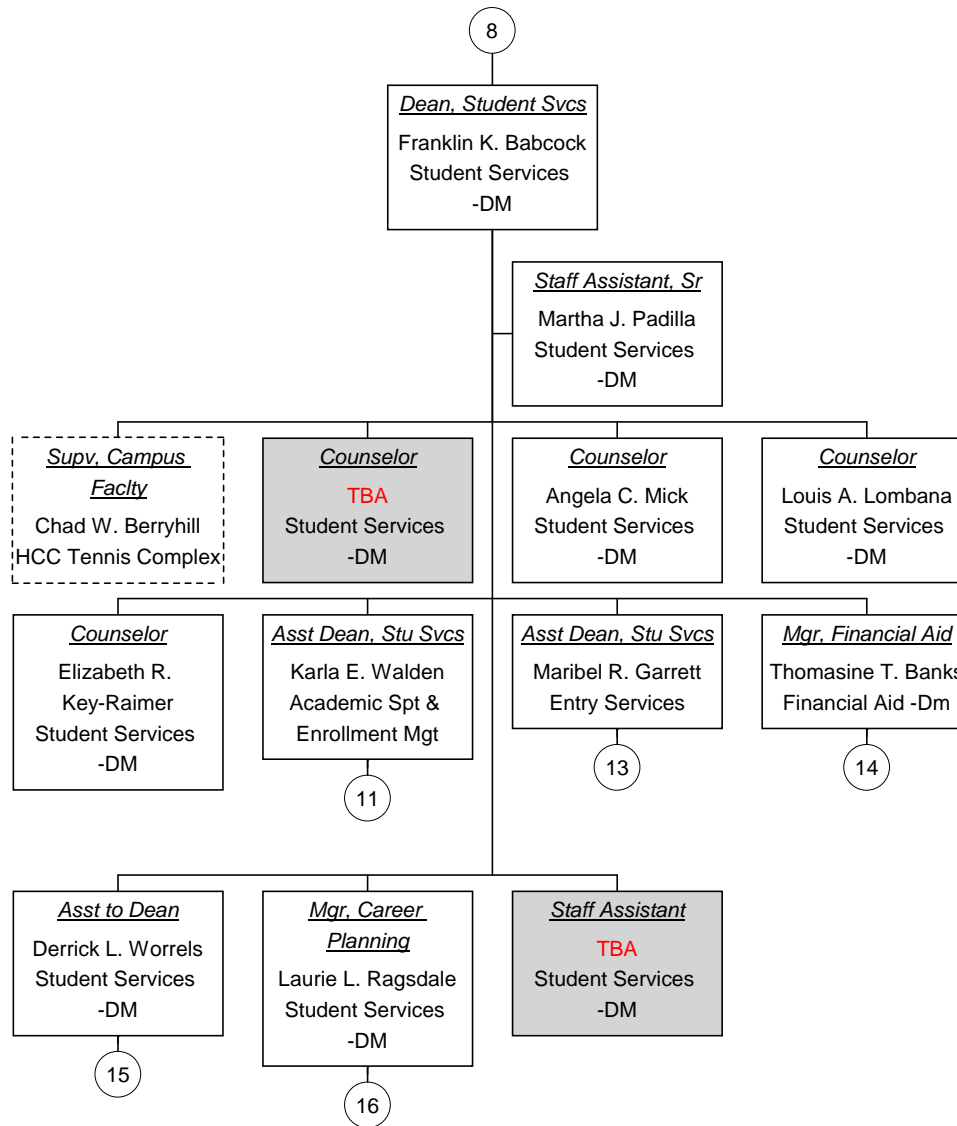 8
Dean, Student Svcs
Franklin K. Babcock
Student Services
-DM
Staff Assistant, Sr
Martha J. Padilla
Student Services
-DM
Supv, Campus
Faclty
Chad W. Berryhill
HCC Tennis Complex
Counselor
TBA
Student Services
-DM
Counselor
Angela C. Mick
Student Services
-DM
Counselor
Louis A. Lombana
Student Services
-DM
Counselor
Elizabeth R.
Key-Raimer
Student Services
-DM
Asst Dean, Stu Svcs
Karla E. Walden
Academic Spt &
Enrollment Mgt
11
Asst Dean, Stu Svcs
Maribel R. Garrett
Entry Services
13
Mgr, Financial Aid
Thomasine T. Banks
Financial Aid -Dm
14
Asst to Dean
Derrick L. Worrels
Student Services
-DM
15
Mgr, Career
Planning
Laurie L. Ragsdale
Student Services
-DM
16
Staff Assistant
TBA
Student Services
-DM